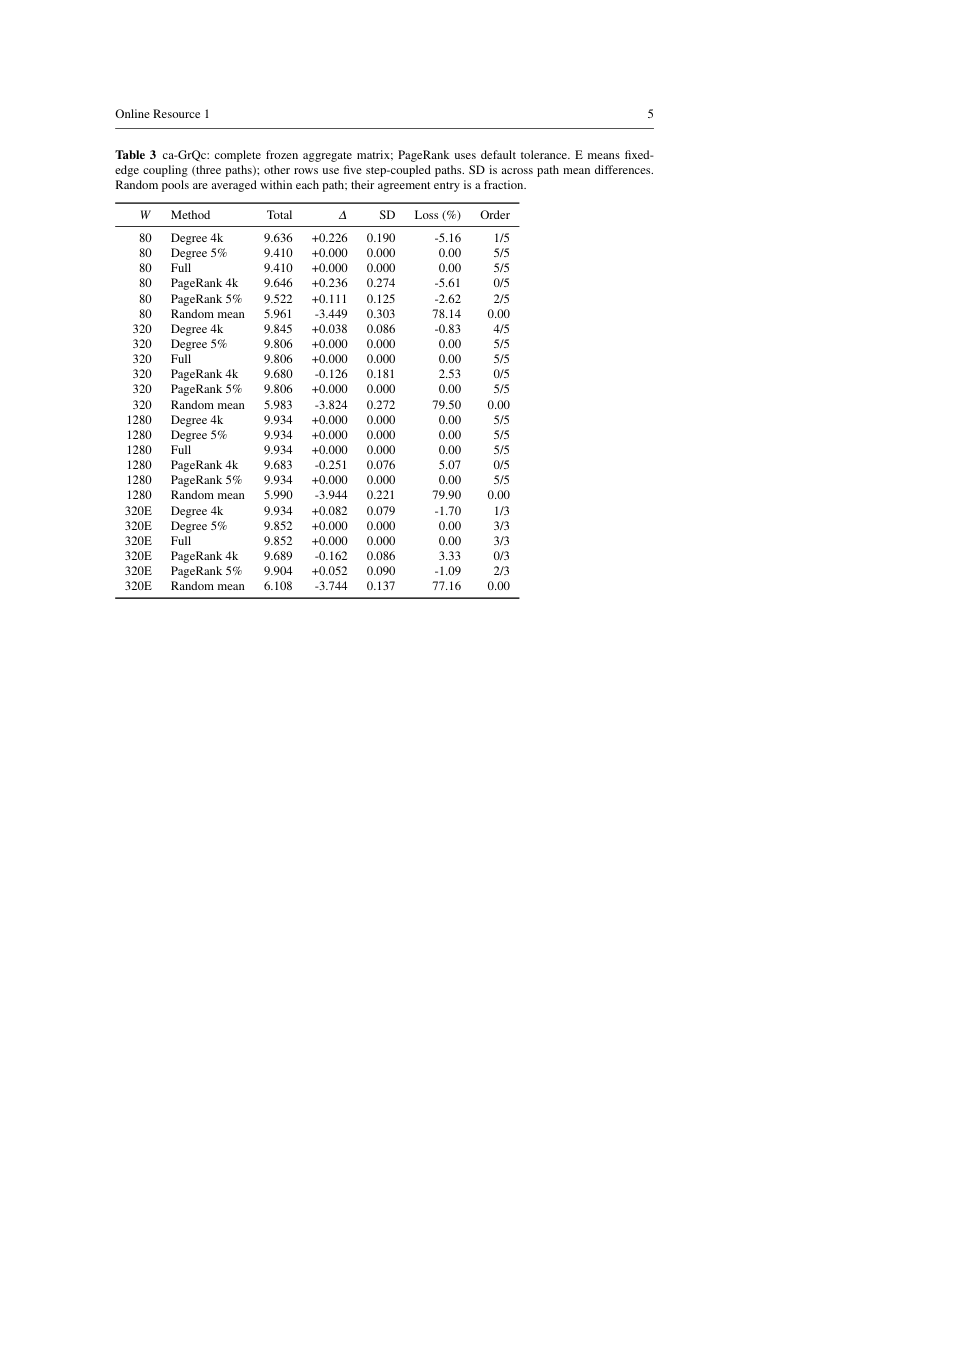 Online Resource 1 5
Table 3 ca-GrQc: complete frozen aggregate matrix; PageRank uses default tolerance. E means fixed-
edge coupling (three paths); other rows use five step-coupled paths. SD is across path mean differences.
Random pools are averaged within each path; their agreement entry is a fraction.
W Method Total Δ SD Loss (%) Order
80 Degree 4k 9.636 +0.226 0.190 -5.16 1/5
80 Degree 5% 9.410 +0.000 0.000 0.00 5/5
80 Full 9.410 +0.000 0.000 0.00 5/5
80 PageRank 4k 9.646 +0.236 0.274 -5.61 0/5
80 PageRank 5% 9.522 +0.111 0.125 -2.62 2/5
80 Random mean 5.961 -3.449 0.303 78.14 0.00
320 Degree 4k 9.845 +0.038 0.086 -0.83 4/5
320 Degree 5% 9.806 +0.000 0.000 0.00 5/5
320 Full 9.806 +0.000 0.000 0.00 5/5
320 PageRank 4k 9.680 -0.126 0.181 2.53 0/5
320 PageRank 5% 9.806 +0.000 0.000 0.00 5/5
320 Random mean 5.983 -3.824 0.272 79.50 0.00
1280 Degree 4k 9.934 +0.000 0.000 0.00 5/5
1280 Degree 5% 9.934 +0.000 0.000 0.00 5/5
1280 Full 9.934 +0.000 0.000 0.00 5/5
1280 PageRank 4k 9.683 -0.251 0.076 5.07 0/5
1280 PageRank 5% 9.934 +0.000 0.000 0.00 5/5
1280 Random mean 5.990 -3.944 0.221 79.90 0.00
320E Degree 4k 9.934 +0.082 0.079 -1.70 1/3
320E Degree 5% 9.852 +0.000 0.000 0.00 3/3
320E Full 9.852 +0.000 0.000 0.00 3/3
320E PageRank 4k 9.689 -0.162 0.086 3.33 0/3
320E PageRank 5% 9.904 +0.052 0.090 -1.09 2/3
320E Random mean 6.108 -3.744 0.137 77.16 0.00